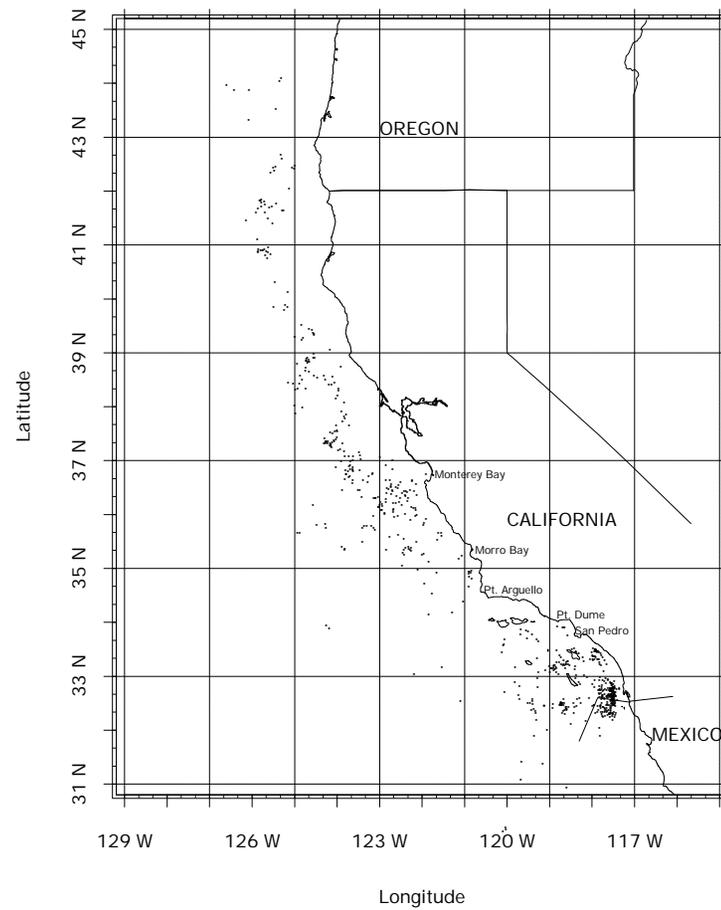 45 N
OREGON
43 N
41 N
39 N
Latitude
37 N
Monterey Bay
CALIFORNIA
Morro Bay
35 N
Pt. Arguello
Pt. Dume
San Pedro
33 N
MEXICO
31 N
129 W 126 W 123 W 120 W 117 W
Longitude